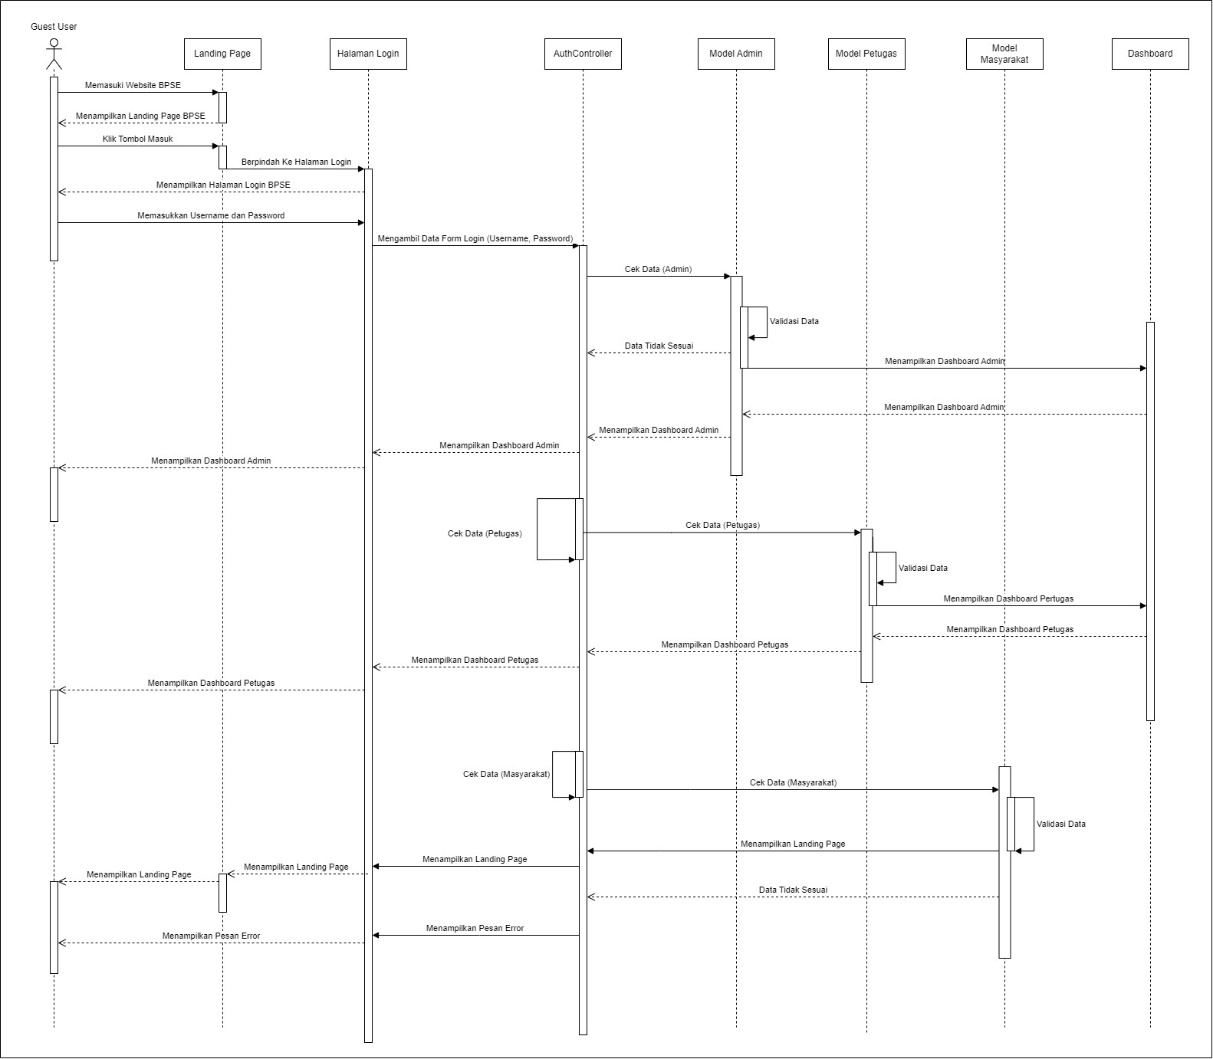 Guest User
Landing Page
Halaman Login
AuthController
Model Admin
Model Petugas
Model
Masyarakat
Dashboard
Memasuki Website BPSE
Menampilkan Landing Page BPSE
Klik Tombol Masuk
Berpindah Ke Halaman Login
Menampilkan Halaman Login BPSE
Memasukkan Username dan Password
Mengambil Data Form Login (Username, Password)
Cek Data (Admin)
Validasi Data
Data Tidak Sesuai
Menampilkan Dashboard Admin
Menampilkan Dashboard Admin
Menampilkan Dashboard Admin
Menampilkan Dashboard Admin
Menampilkan Dashboard Admin
Cek Data (Petugas)
Cek Data (Petugas)
Validasi Data
Menampilkan Dashboard Pertugas
Menampilkan Dashboard Petugas
Menampilkan Dashboard Petugas
Menampilkan Dashboard Petugas
Menampilkan Dashboard Petugas
Cek Data (Masyarakat)
Cek Data (Masyarakat)
Validasi Data
Menampilkan Landing Page
Menampilkan Landing Page
Menampilkan Landing Page
Menampilkan Landing Page
Data Tidak Sesuai
Menampilkan Pesan Error
Menampilkan Pesan Error